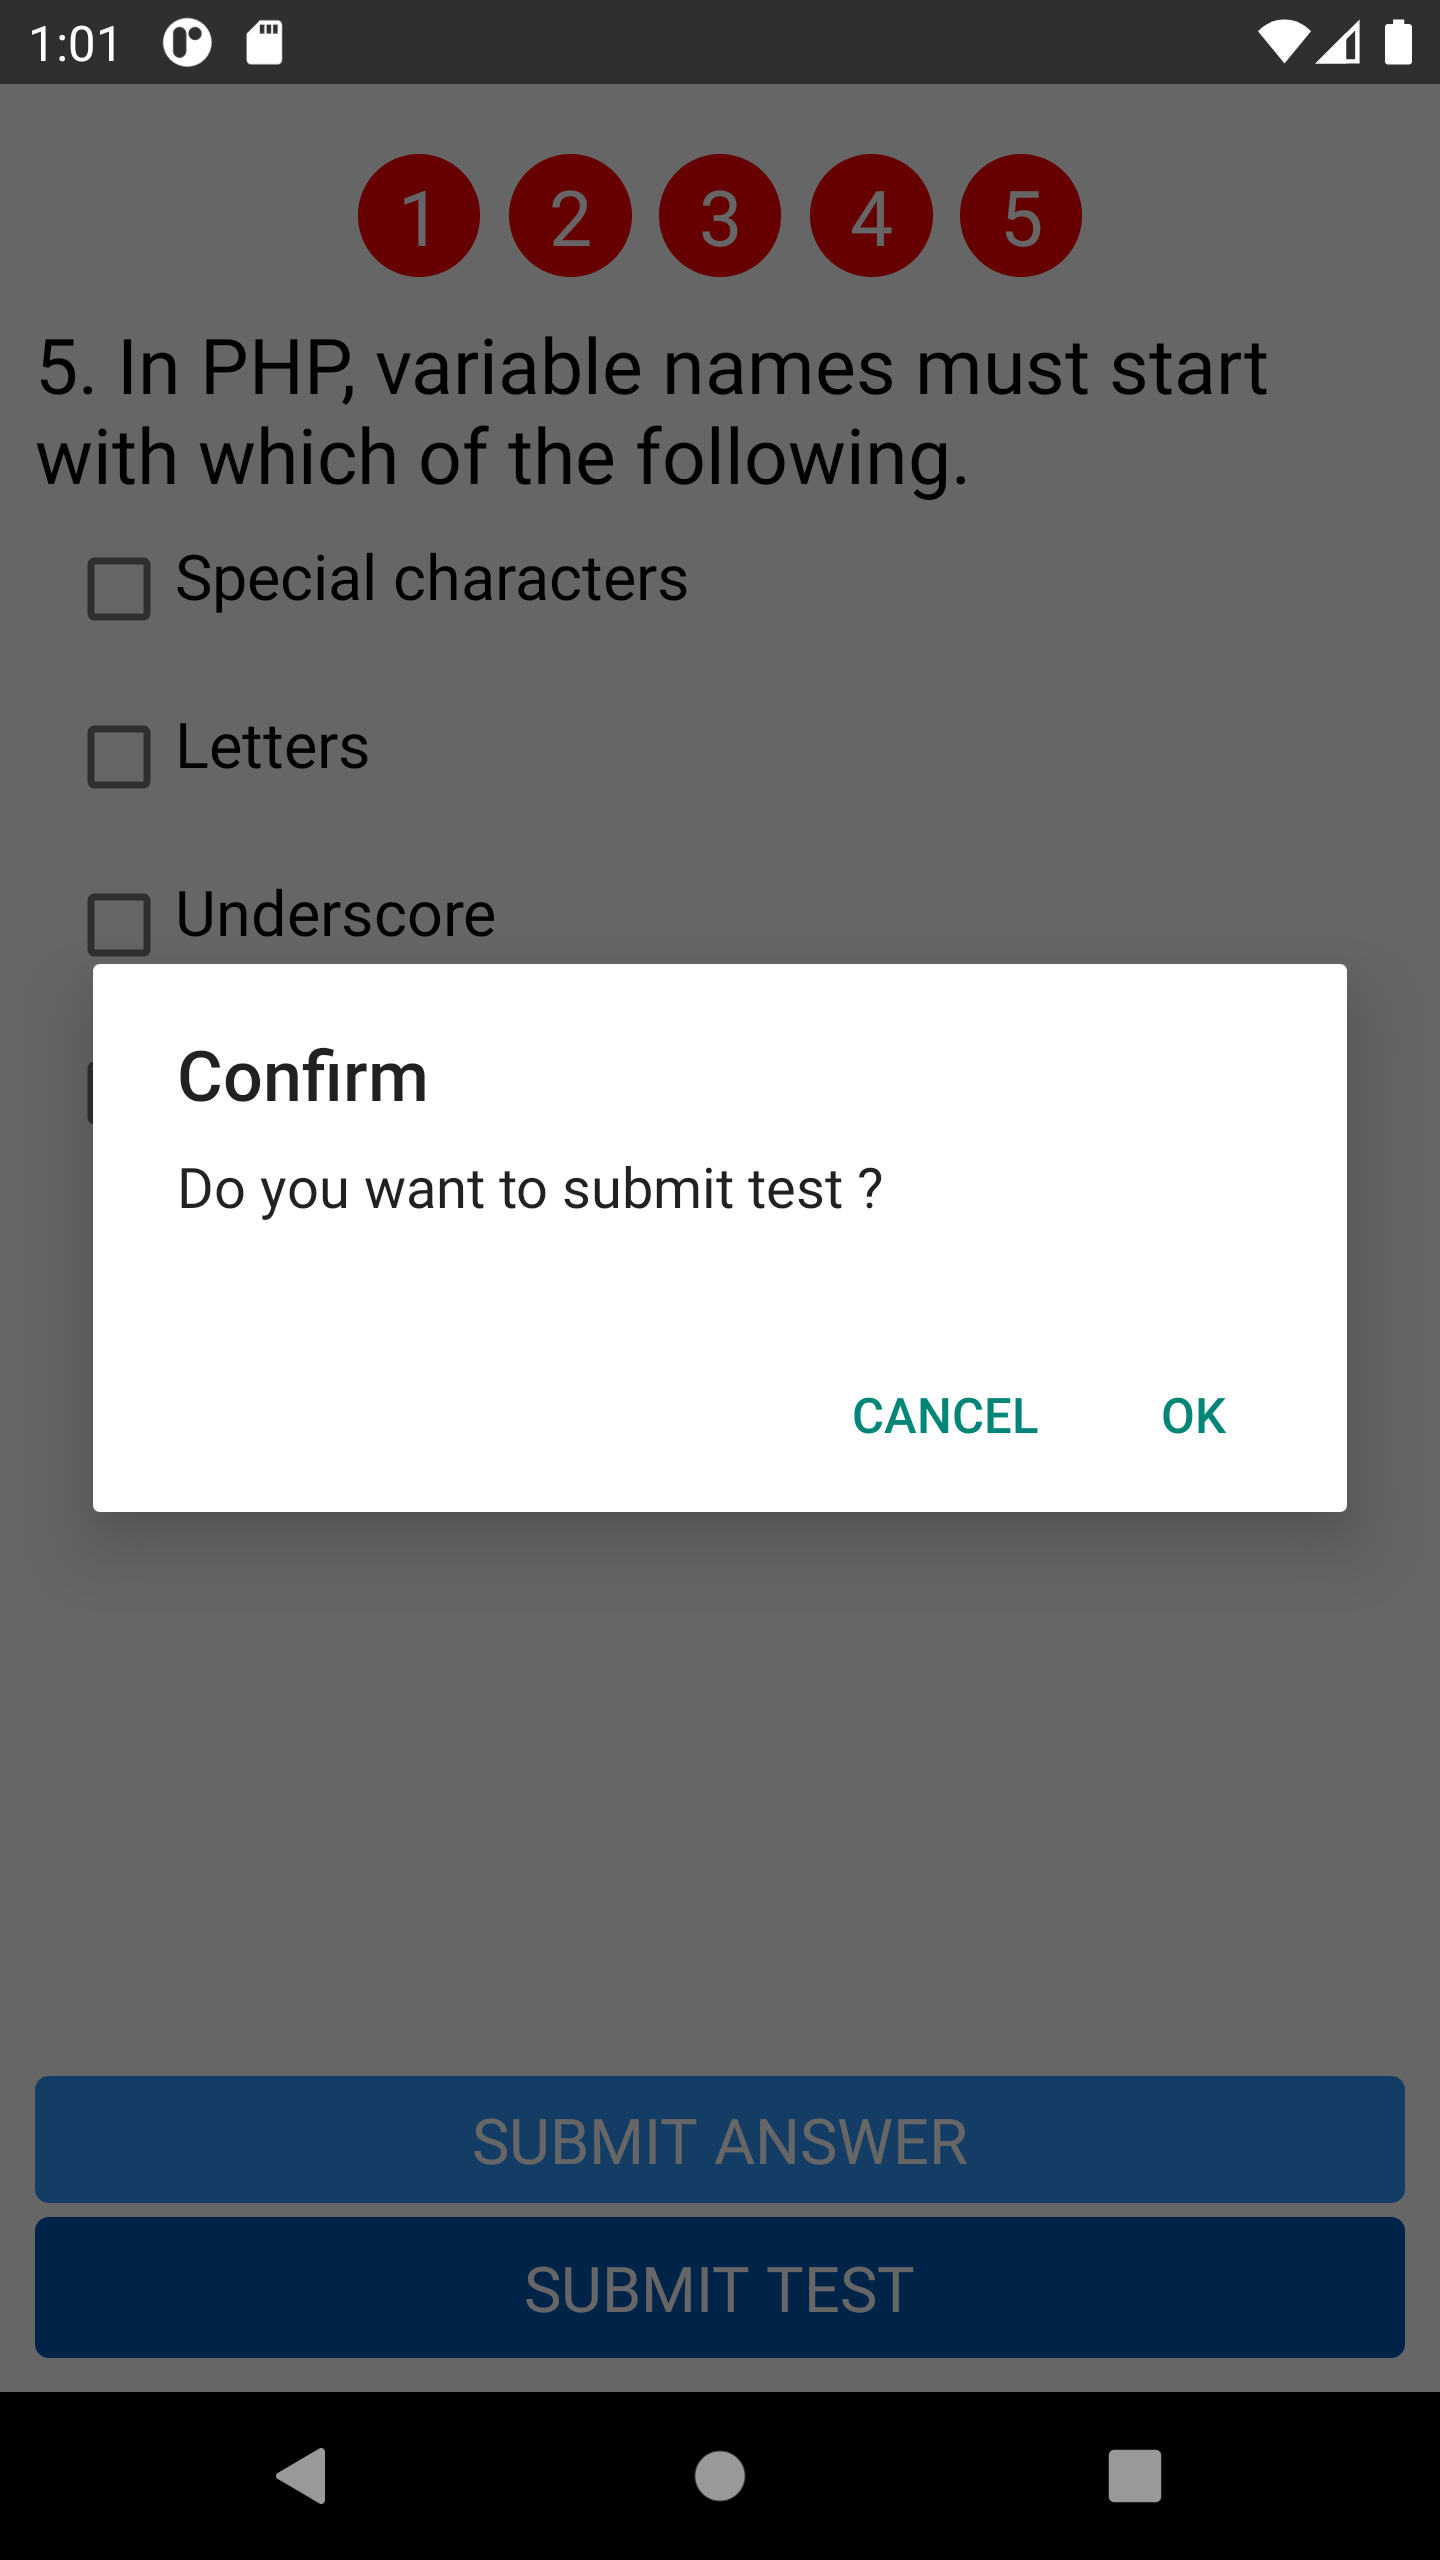 1:01
1 2 3 4 5
5. In PHP, variable names must start
with which of the following.
Special characters
Letters
Underscore
Confirm
Do you want to submit test ?
CANCEL OK
SUBMIT ANSWER
SUBMIT TEST